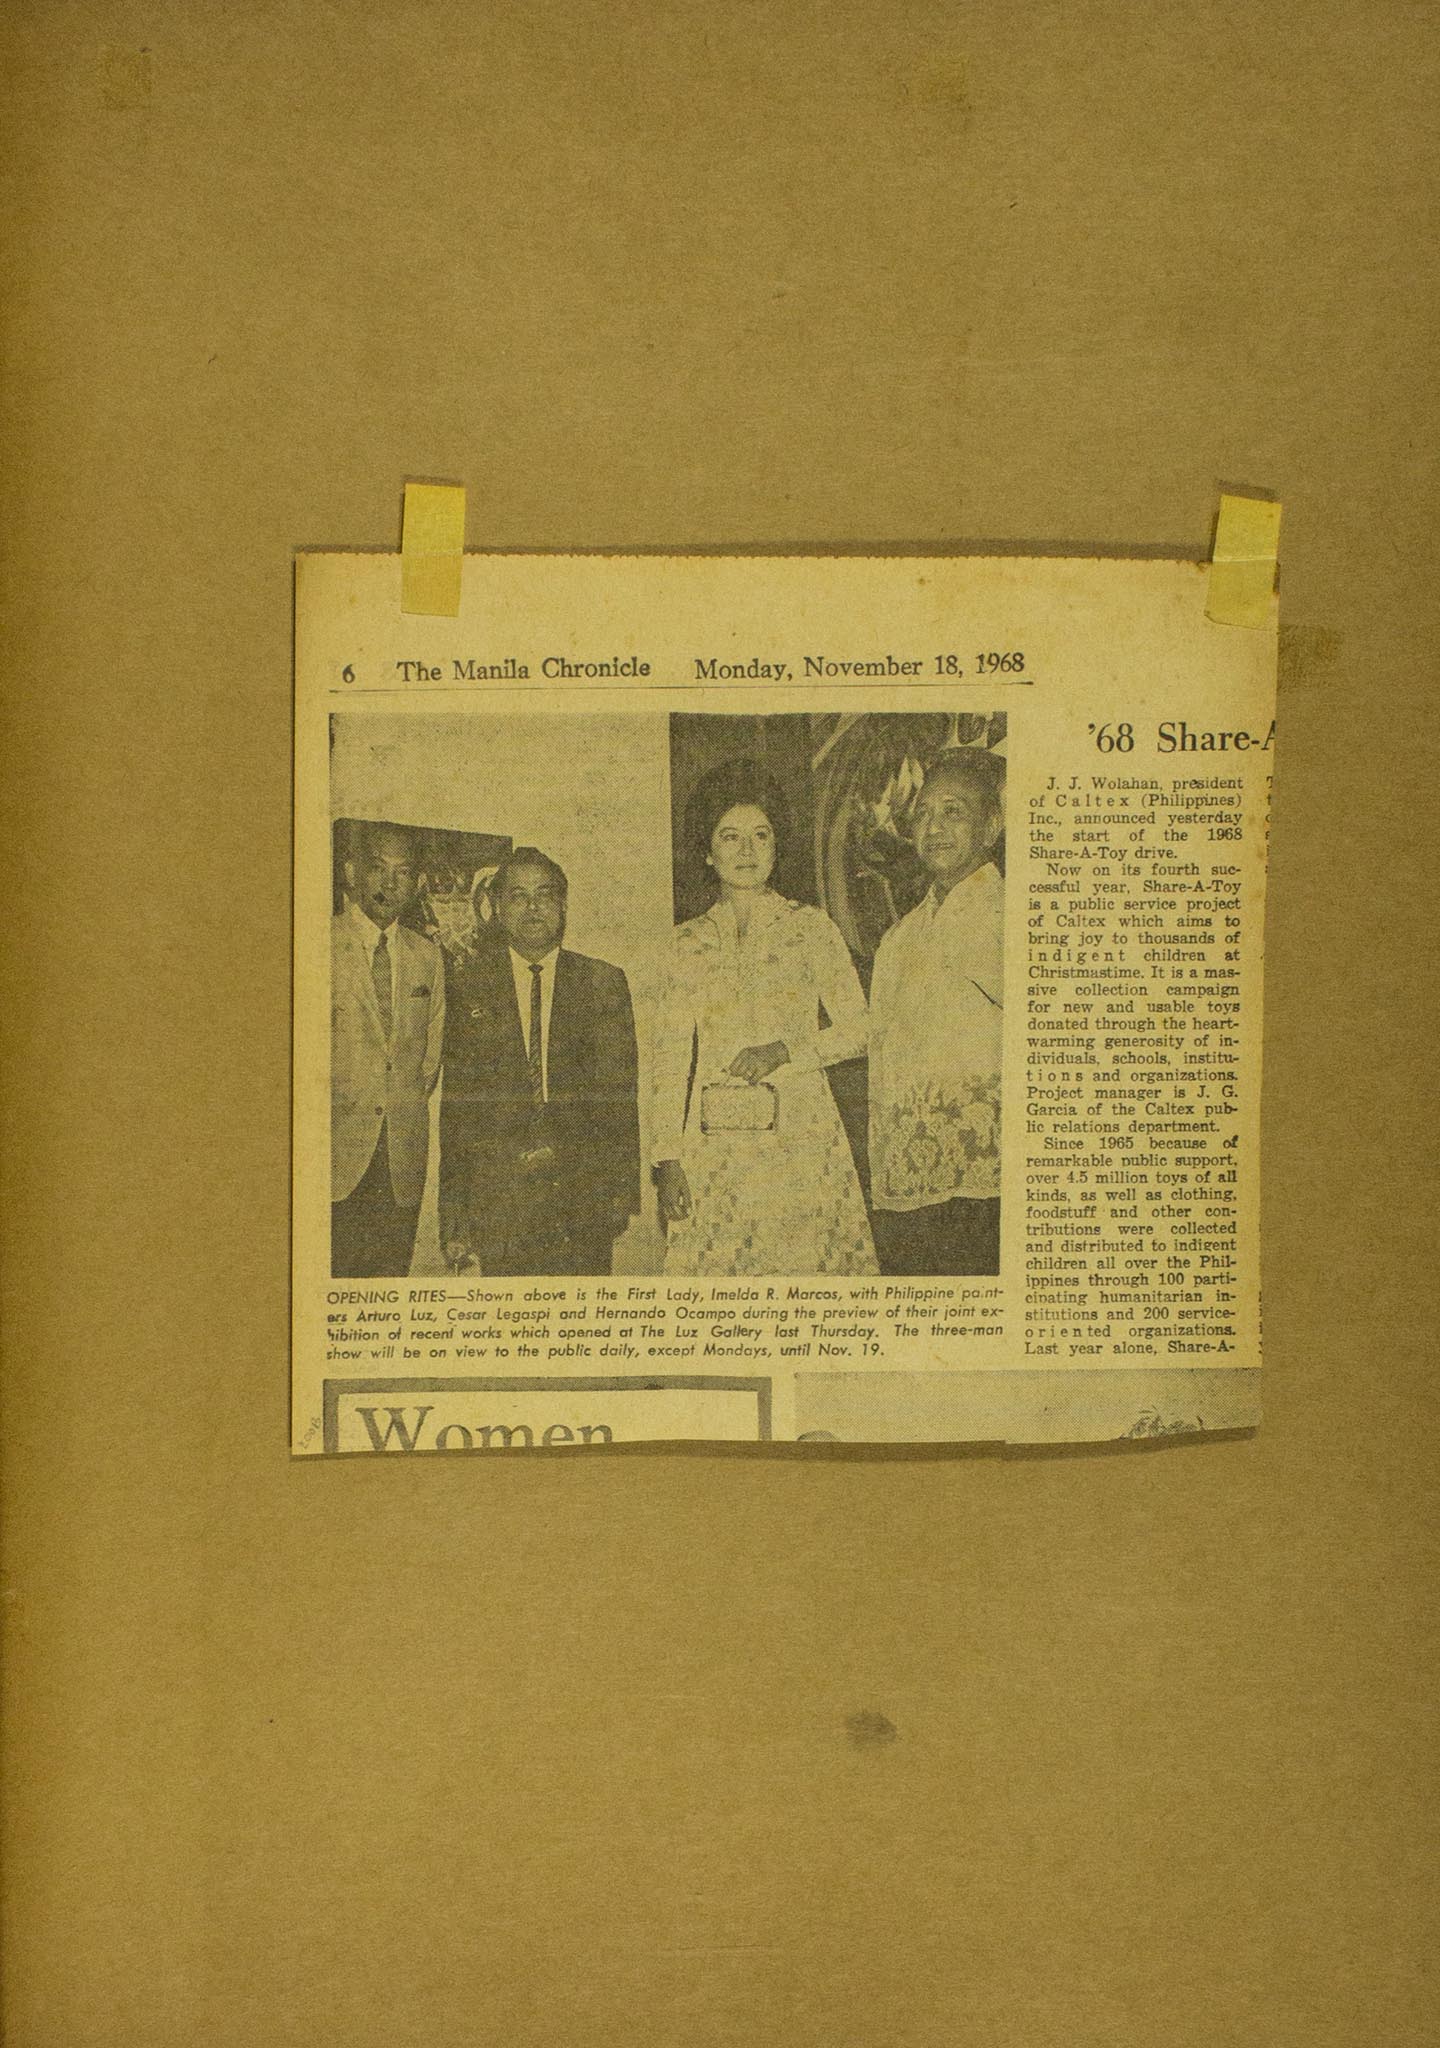 6 The Manila Chronicle Monday, November 18, 1968
OPENING RITES—Shown above is the First Lady, Imelda R. Marcos, with Philippine paint-
ers Arturo Luz, Cesar Legaspi and Hernando Ocampo during the preview of their joint ex-
hibition of recent works which opened at The Luz Gallery last Thursday. The three-man
show will be on view to the public daily, except Mondays, until Nov. 19.
'68 Share-A
J. J. Wolahan, president
of Caltex (Philippines)
Inc., announced yesterday
the start of the 1968
Share-A-Toy drive.
Now on its fourth suc-
cessful year, Share-A-Toy
is a public service project
of Caltex which aims to
bring joy to thousands of
indigent children at
Christmastime. It is a mas-
sive collection campaign
for new and usable toys
donated through the heart-
warming generosity of in-
dividuals, schools, institu-
tions and organizations.
Project manager is J. G.
Garcia of the Caltex pub-
lic relations department.
Since 1965 because of
remarkable public support,
over 4.5 million toys of all
kinds, as well as clothing,
foodstuff and other con-
tributions were collected
and distributed to indigent
children all over the Phil-
ippines through 100 parti-
cipating humanitarian in-
stitutions and 200 service-
oriented organizations.
Last year alone, Share-A-
Women